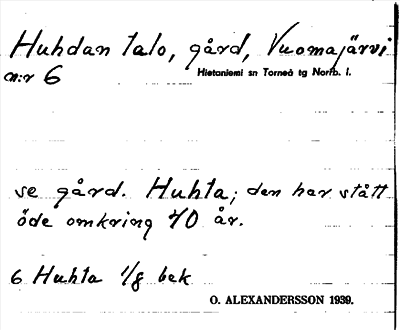 Huhdan talo, gård, Vuomajärvi
n:r 6
Hietaniemi sn Torneå tg Norrb. l.
se gård. Huhta; den har stått
öde omkring 70 år.
6 Huhta 1/8 bek
O. ALEXANDERSSON 1939.